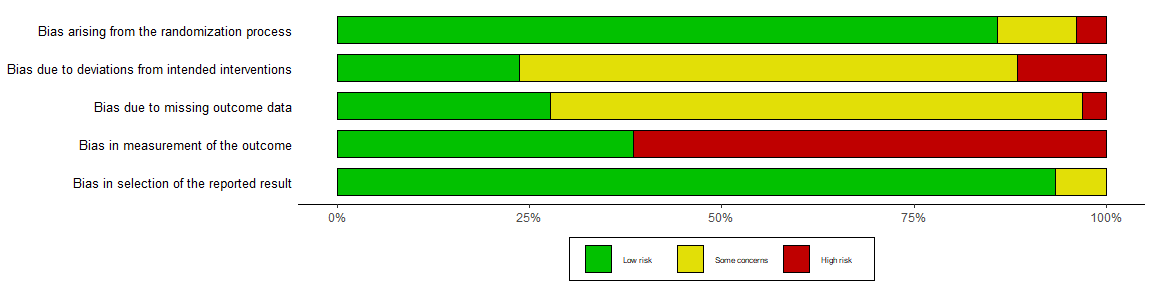 Bias arising from the randomization process
Bias due to deviations from intended interventions
Bias due to missing outcome data
Bias in measurement of the outcome
Bias in selection of the reported result
0% 25% 50% 75% 100%
Low risk Some concerns High risk